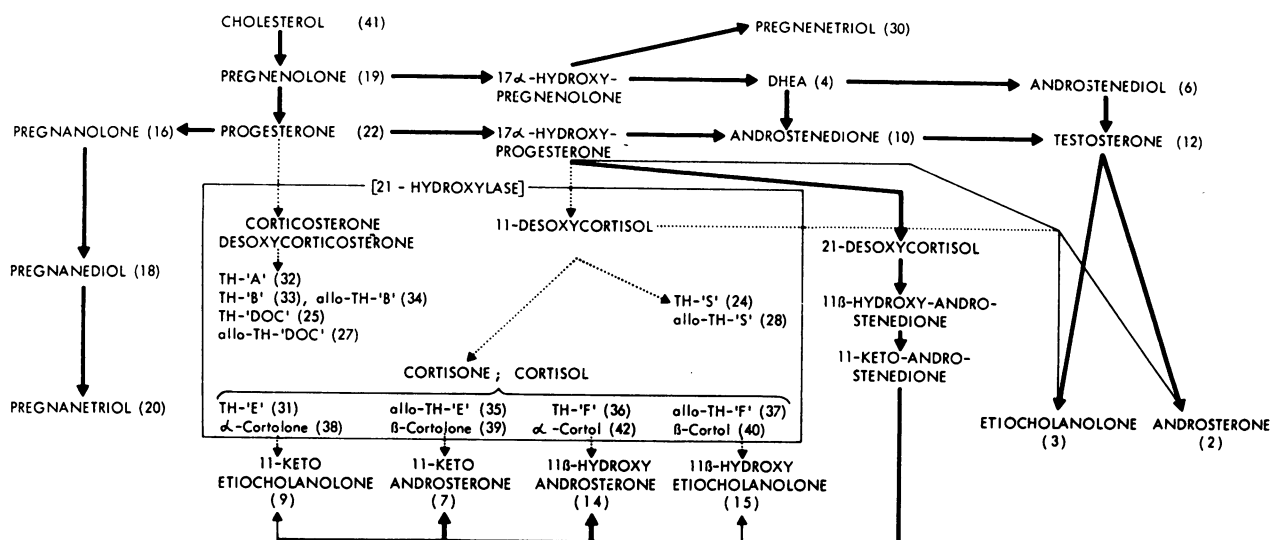 CHOLESTEROL (41)
PREGNENETRIOL (30)
PREGNENOLONE (19)
17α-HYDROXY-
PREGNENOLONE
DHEA (4)
ANDROSTENEDIOL (6)
PREGNANOLONE (16)
PROGESTERONE (22)
17α-HYDROXY-
PROGESTERONE
ANDROSTENEDIONE (10)
TESTOSTERONE (12)
[21 - HYDROXYLASE]
CORTICOSTERONE
DESOXYCORTICOSTERONE
11-DESOXYCORTISOL
21-DESOXYCORTISOL
PREGNANEDIOL (18)
TH-'A' (32)
TH-'B' (33), allo-TH-'B' (34)
TH-'DOC' (25)
allo-TH-'DOC' (27)
TH-'S' (24)
allo-TH-'S' (28)
11ß-HYDROXY-ANDRO-
STENEDIONE
11-KETO-ANDRO-
STENEDIONE
CORTISONE ; CORTISOL
PREGNANETRIOL (20)
TH-'E' (31)
α-Cortolone (38)
allo-TH-'E' (35)
ß-Cortolone (39)
TH-'F' (36)
α-Cortol (42)
allo-TH-'F' (37)
ß-Cortol (40)
ETIOCHOLANOLONE
(3)
ANDROSTERONE
(2)
11-KETO
ETIOCHOLANOLONE
(9)
11-KETO
ANDROSTERONE
(7)
11ß-HYDROXY
ANDROSTERONE
(14)
11ß-HYDROXY
ETIOCHOLANOLONE
(15)